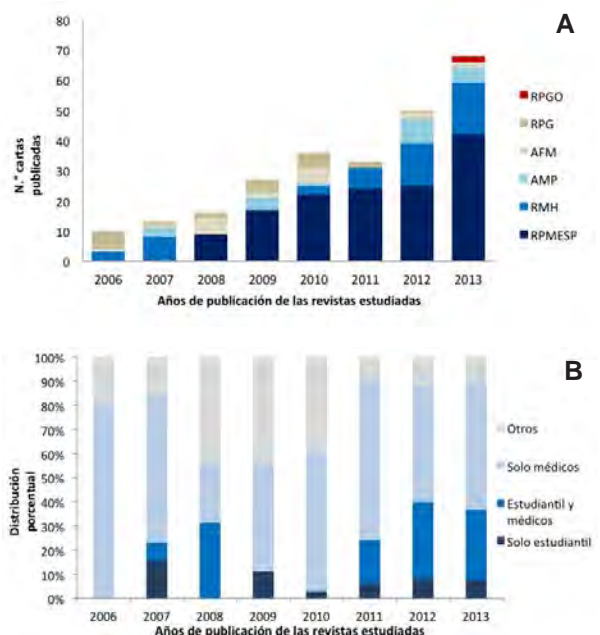 A
80
70
60
50
40
30
20
10
0
N.° cartas
publicadas
2006 2007 2008 2009 2010 2011 2012 2013
Años de publicación de las revistas estudiadas
RPGO
RPG
AFM
AMP
RMH
RPMESP
B
100%
90%
80%
70%
60%
50%
40%
30%
20%
10%
0%
Distribución
porcentual
2006 2007 2008 2009 2010 2011 2012 2013
Años de publicación de las revistas estudiadas
Otros
Solo médicos
Estudiantil y
médicos
Solo estudiantil